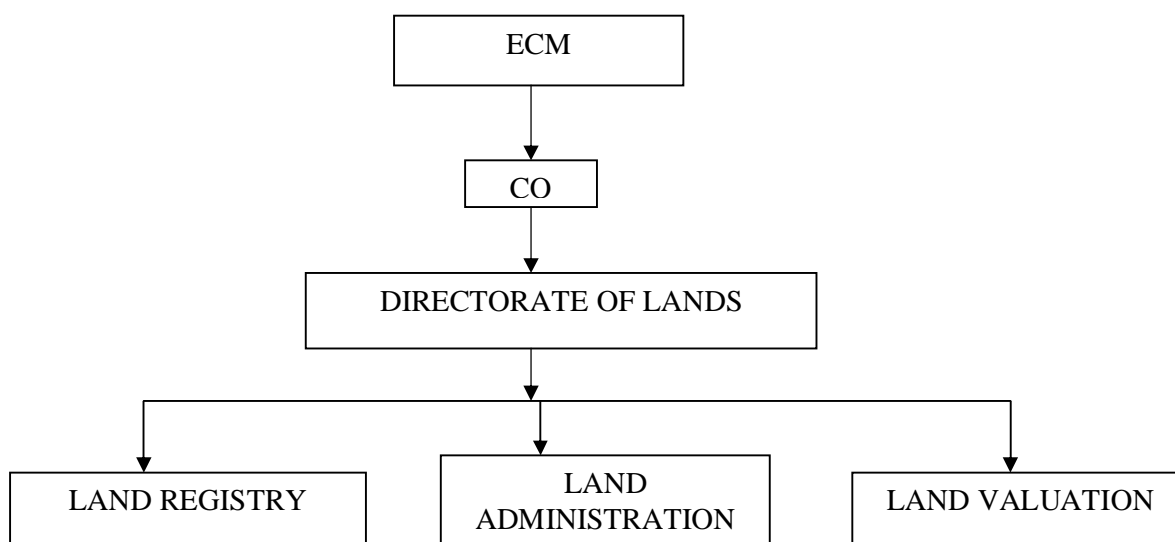 ECM
CO
DIRECTORATE OF LANDS
LAND REGISTRY
LAND
ADMINISTRATION
LAND VALUATION